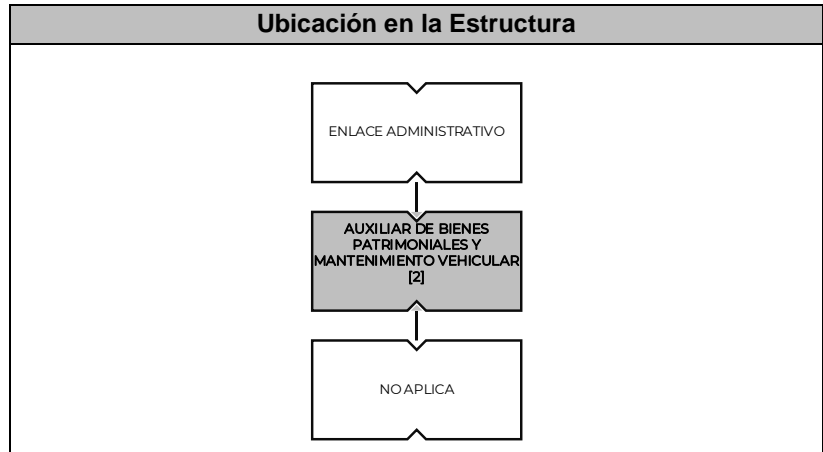 Ubicación en la Estructura
ENLACE ADMINISTRATIVO
AUXILIAR DE BIENES
PATRIMONIALES Y
MANTENIMIENTO VEHICULAR
[2]
NO APLICA